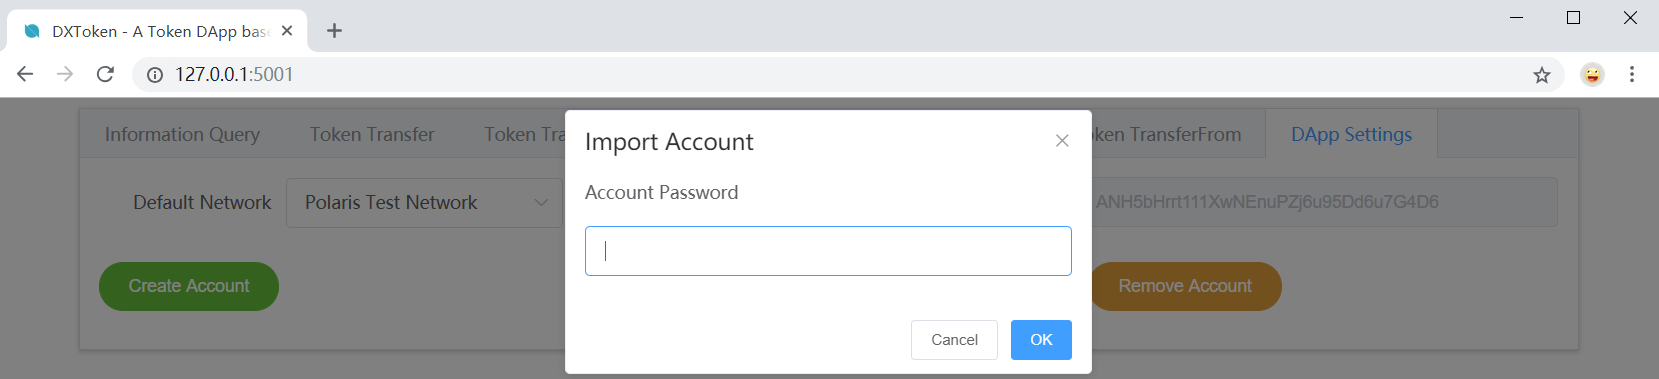 DXToken - A Token DApp bas
127.0.0.1:5001
Information Query
Token Transfer
Token Tra
ken TransferFrom
DApp Settings
Import Account
Account Password
Default Network
Polaris Test Network
ANH5bHrrt111XwNEnuPZj6u95Dd6u7G4D6
Create Account
Remove Account
Cancel
OK